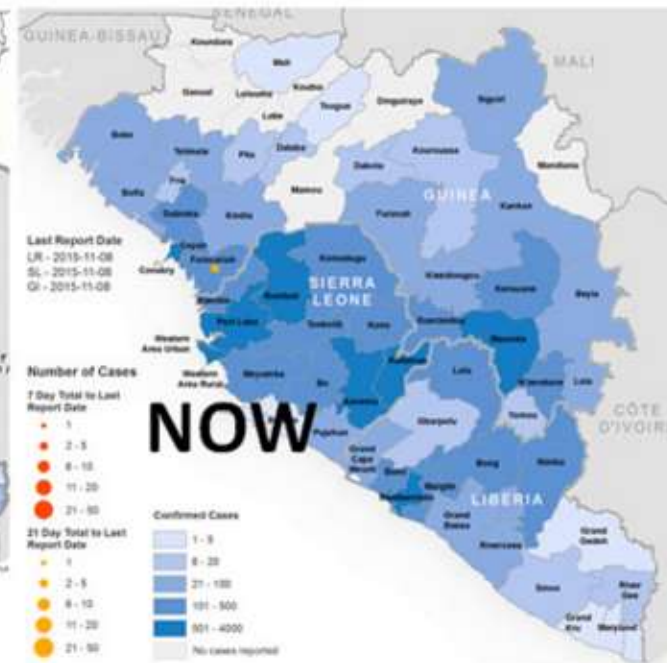 SENEGAL
GUINEA-BISSAU
MALI
Koundara
Mali
Gaoual
Lelouma
Koubia
Tougue
Dinguiraye
Siguiri
Labe
Boke
Telimele
Pita
Dalaba
Dabola
Kouroussa
Mandiana
Fria
Mamou
GUINEA
Boffa
Dubreka
Kindia
Faranah
Kankan
Last Report Date
LR - 2015-11-08
SL - 2015-11-08
GI - 2015-11-08
Coyah
Conakry
Forecariah
Koinadugu
Kissidougou
Kerouane
Beyla
SIERRA
LEONE
Kambia
Bombali
Port Loko
Tonkolili
Kono
Gueckedou
Macenta
Western
Area Urban
Western
Area Rural
Moyamba
Bo
Kenema
Kailahun
Lofa
N'zerekore
Lola
Yomou
CÔTE
D'IVOIRE
Number of Cases
7 Day Total to Last
Report Date
1
2 - 5
6 - 10
11 - 20
21 - 50
NOW
Pujehun
Grand
Cape
Mount
Gbarpolu
Bong
Nimba
Bomi
Margibi
Montserrado
LIBERIA
Grand
Bassa
Rivercess
Grand
Gedeh
Sinoe
River
Gee
Grand
Kru
Maryland
21 Day Total to Last
Report Date
1
2 - 5
6 - 10
11 - 20
21 - 50
Confirmed Cases
1 - 5
6 - 20
21 - 100
101 - 500
501 - 4000
No cases reported